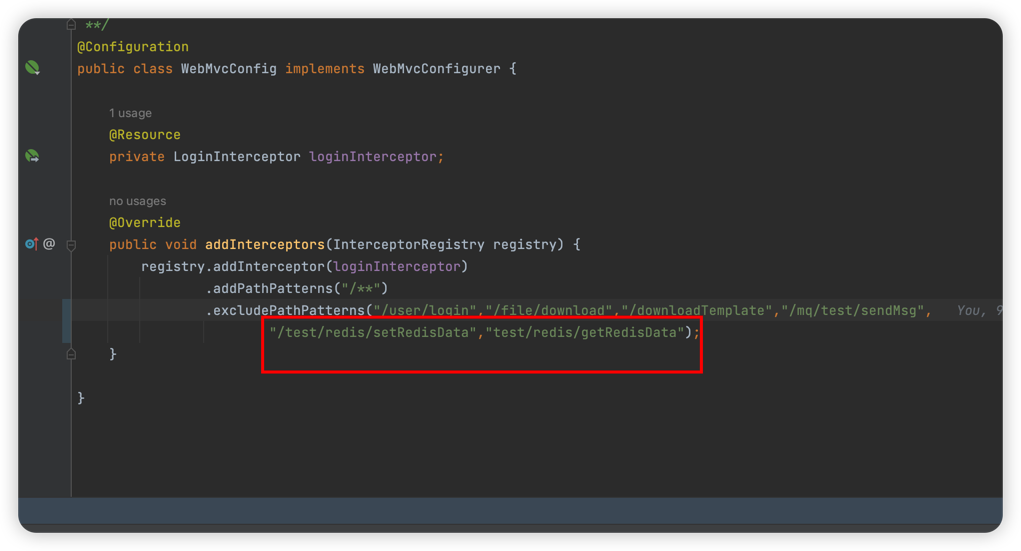 **/
@Configuration
public class WebMvcConfig implements WebMvcConfigurer {
1 usage
@Resource
private LoginInterceptor loginInterceptor;
no usages
@Override
@
public void addInterceptors(InterceptorRegistry registry) {
registry.addInterceptor(loginInterceptor)
.addPathPatterns("/**")
.excludePathPatterns("/user/login","/file/download","/downloadTemplate","/mq/test/sendMsg", You, 9
"/test/redis/setRedisData","test/redis/getRedisData");
}
}